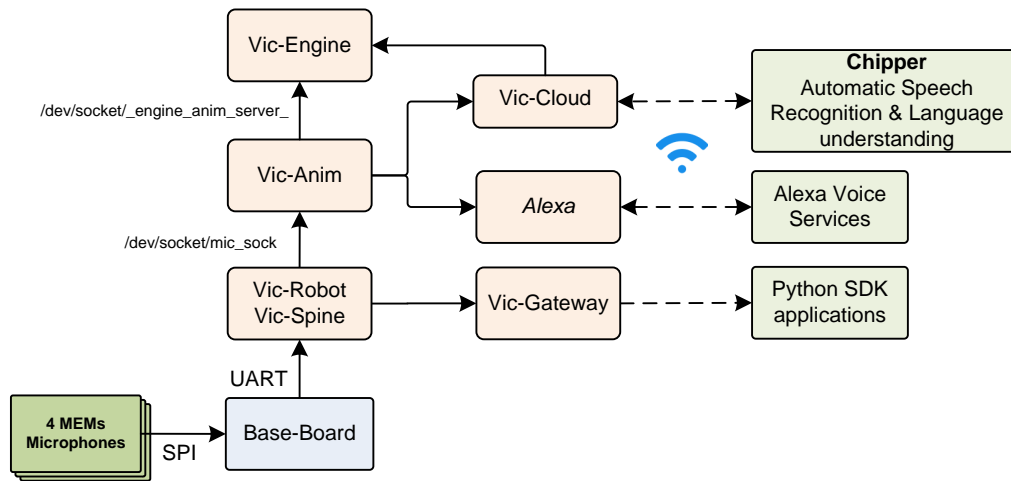 Vic-Engine
Chipper
Automatic Speech
Recognition & Language
understanding
Vic-Cloud
/dev/socket/_engine_anim_server_
Vic-Anim
Alexa
Alexa Voice
Services
/dev/socket/mic_sock
Vic-Robot
Vic-Spine
Vic-Gateway
Python SDK
applications
UART
4 MEMs
Microphones
SPI
Base-Board